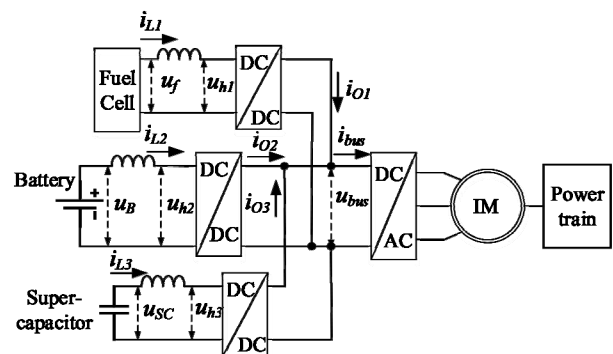 i_L1
DC
DC
Fuel
Cell
u_f
u_h1
i_O1
i_L2
i_O2
i_bus
Battery
+
u_B
u_h2
DC
DC
i_O3
u_bus
DC
AC
IM
Power
train
i_L3
Super-
capacitor
u_SC
u_h3
DC
DC